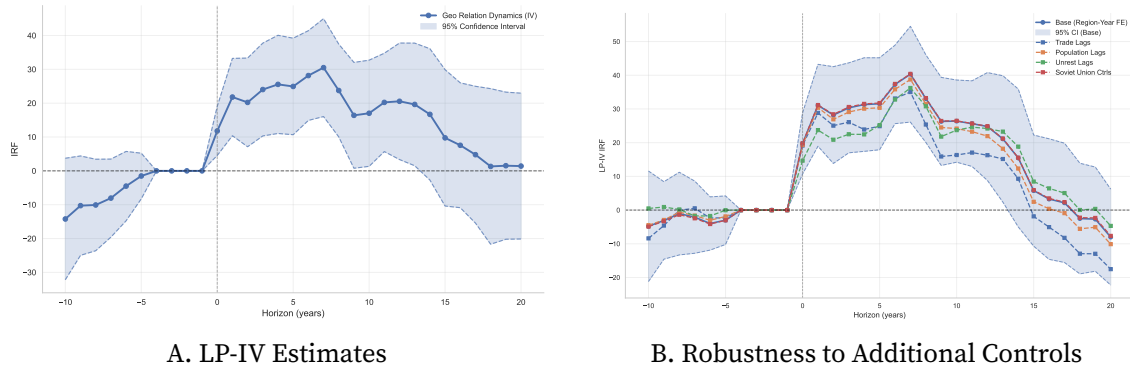 Geo Relation Dynamics (IV)
95% Confidence Interval
40
30
20
10
0
−10
−20
−30
IRF
−10
−5
0
5
10
15
20
Horizon (years)
A. LP-IV Estimates
Base (Region-Year FE)
95% CI (Base)
Trade Lags
Population Lags
Unrest Lags
Soviet Union Ctrls
50
40
30
20
10
0
−10
−20
LP-IV IRF
−10
−5
0
5
10
15
20
Horizon (years)
B. Robustness to Additional Controls